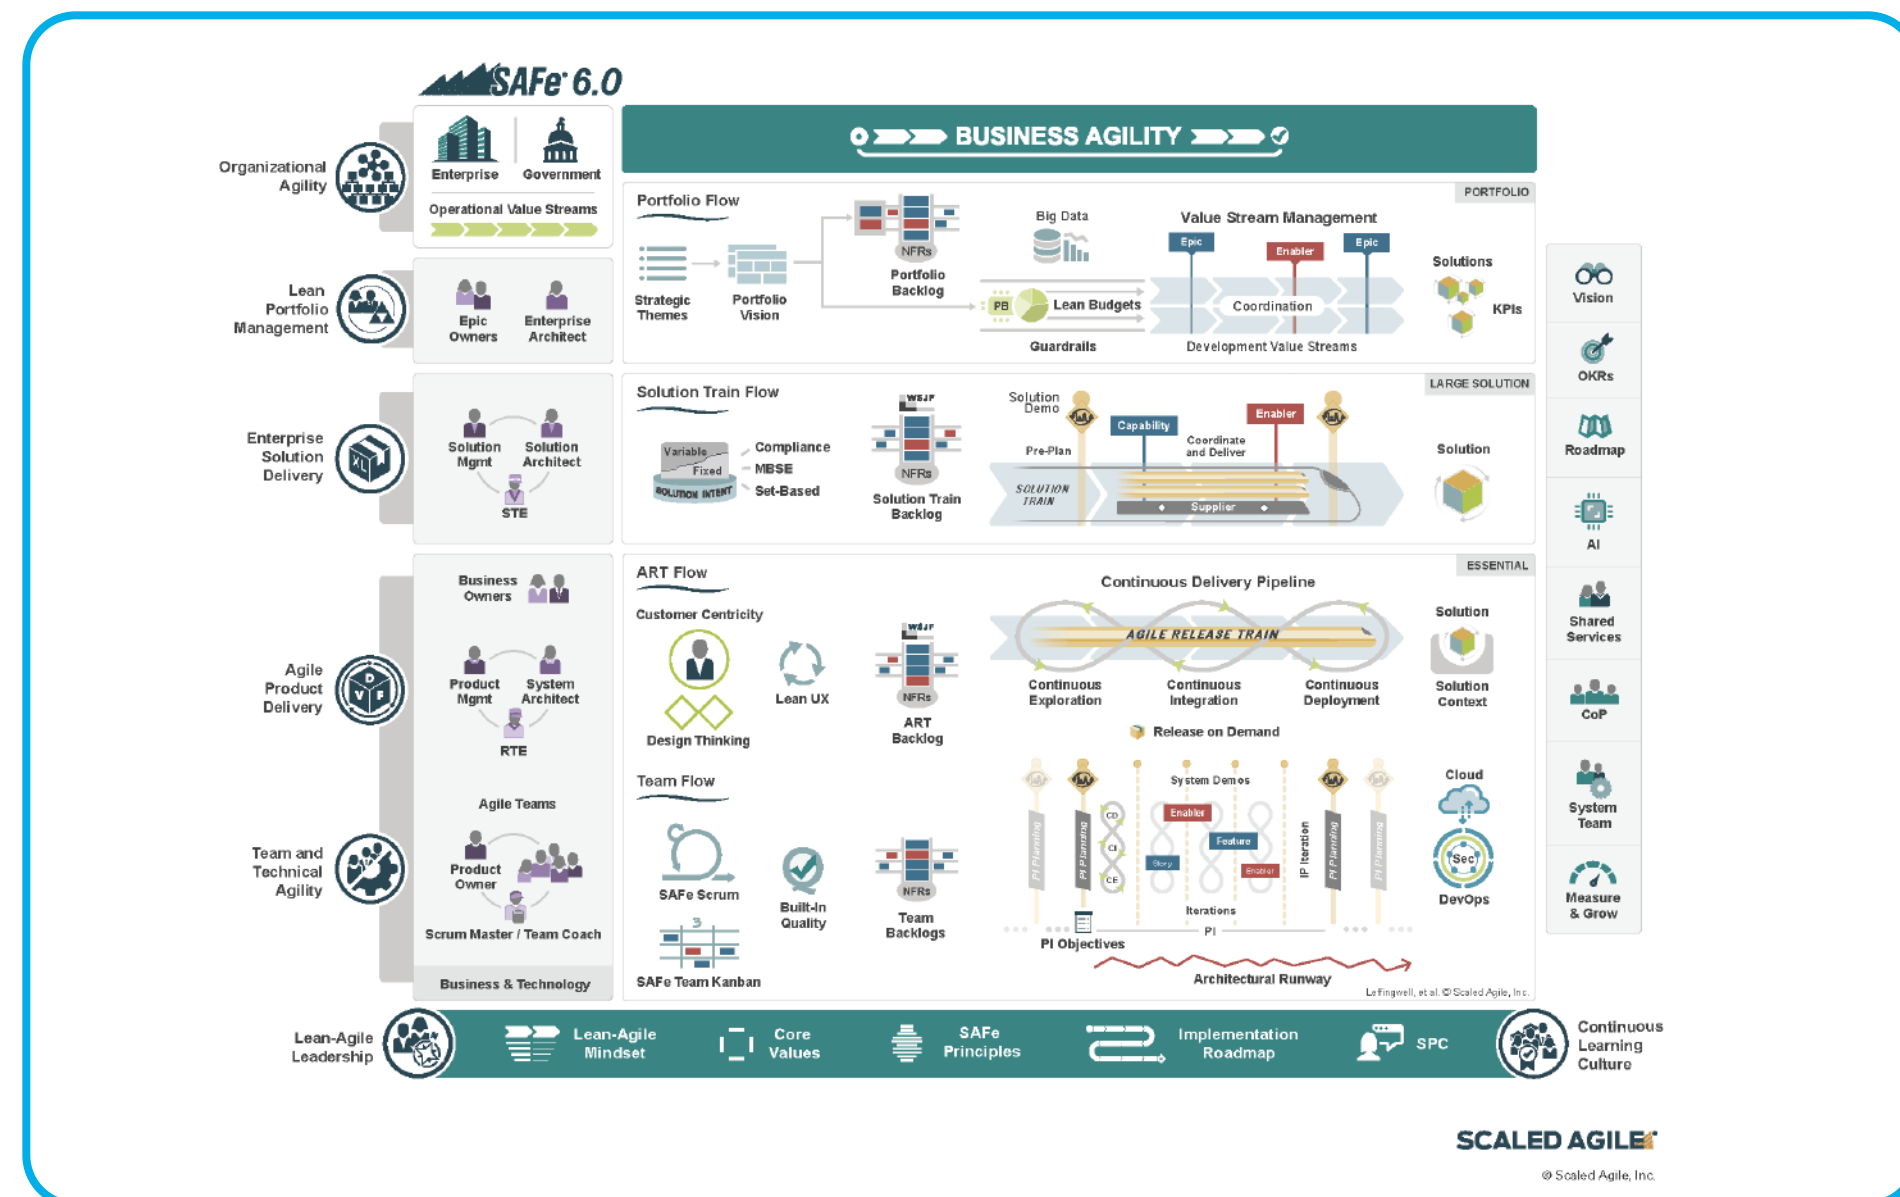 SAFe® 6.0
BUSINESS AGILITY
Organizational
Agility
Enterprise
Government
Operational Value Streams
Lean
Portfolio
Management
Epic
Owners
Enterprise
Architect
Enterprise
Solution
Delivery
XL
Solution
Mgmt
Solution
Architect
STE
Agile
Product
Delivery
D
V F
Business
Owners
Product
Mgmt
System
Architect
RTE
Team and
Technical
Agility
Agile Teams
Product
Owner
Scrum Master / Team Coach
Business & Technology
PORTFOLIO
Portfolio Flow
Strategic
Themes
Portfolio
Vision
NFRs
Portfolio
Backlog
Big Data
PB
Lean Budgets
Guardrails
Value Stream Management
Epic
Enabler
Epic
Coordination
Development Value Streams
Solutions
KPIs
LARGE SOLUTION
Solution Train Flow
Variable
Fixed
SOLUTION INTENT
Compliance
MBSE
Set-Based
WSJF
NFRs
Solution Train
Backlog
Solution
Demo
Pre-Plan
Capability
Enabler
Coordinate
and Deliver
SOLUTION
TRAIN
Supplier
Solution
ESSENTIAL
ART Flow
Customer Centricity
Design Thinking
Lean UX
WSJF
NFRs
ART
Backlog
Continuous Delivery Pipeline
AGILE RELEASE TRAIN
Continuous
Exploration
Continuous
Integration
Continuous
Deployment
Release on Demand
Solution
Solution
Context
Team Flow
SAFe Scrum
3
SAFe Team Kanban
Built-In
Quality
NFRs
Team
Backlogs
PI Planning
PI Planning
CD
CI
CE
System Demos
Enabler
Feature
Story
Enabler
Iterations
IP Iteration
PI Planning
PI Planning
PI
PI Objectives
Architectural Runway
Cloud
Sec
DevOps
Leffingwell, et al. © Scaled Agile, Inc.
Vision
OKRs
Roadmap
AI
Shared
Services
CoP
System
Team
Measure
& Grow
Lean-Agile
Leadership
Lean-Agile
Mindset
Core
Values
SAFe
Principles
Implementation
Roadmap
SPC
Continuous
Learning
Culture
SCALED AGILE
© Scaled Agile, Inc.